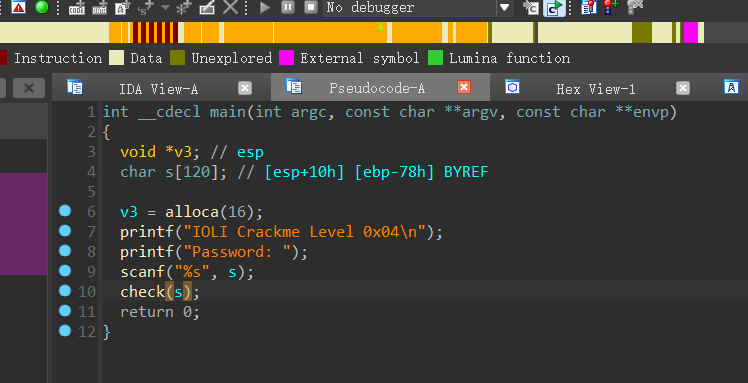 No debugger
Instruction Data Unexplored External symbol Lumina function
IDA View-A Pseudocode-A Hex View-1
1 int __cdecl main(int argc, const char **argv, const char **envp)
2 {
3 void *v3; // esp
4 char s[120]; // [esp+10h] [ebp-78h] BYREF
5
6 v3 = alloca(16);
7 printf("IOLI Crackme Level 0x04\n");
8 printf("Password: ");
9 scanf("%s", s);
10 check(s);
11 return 0;
12 }